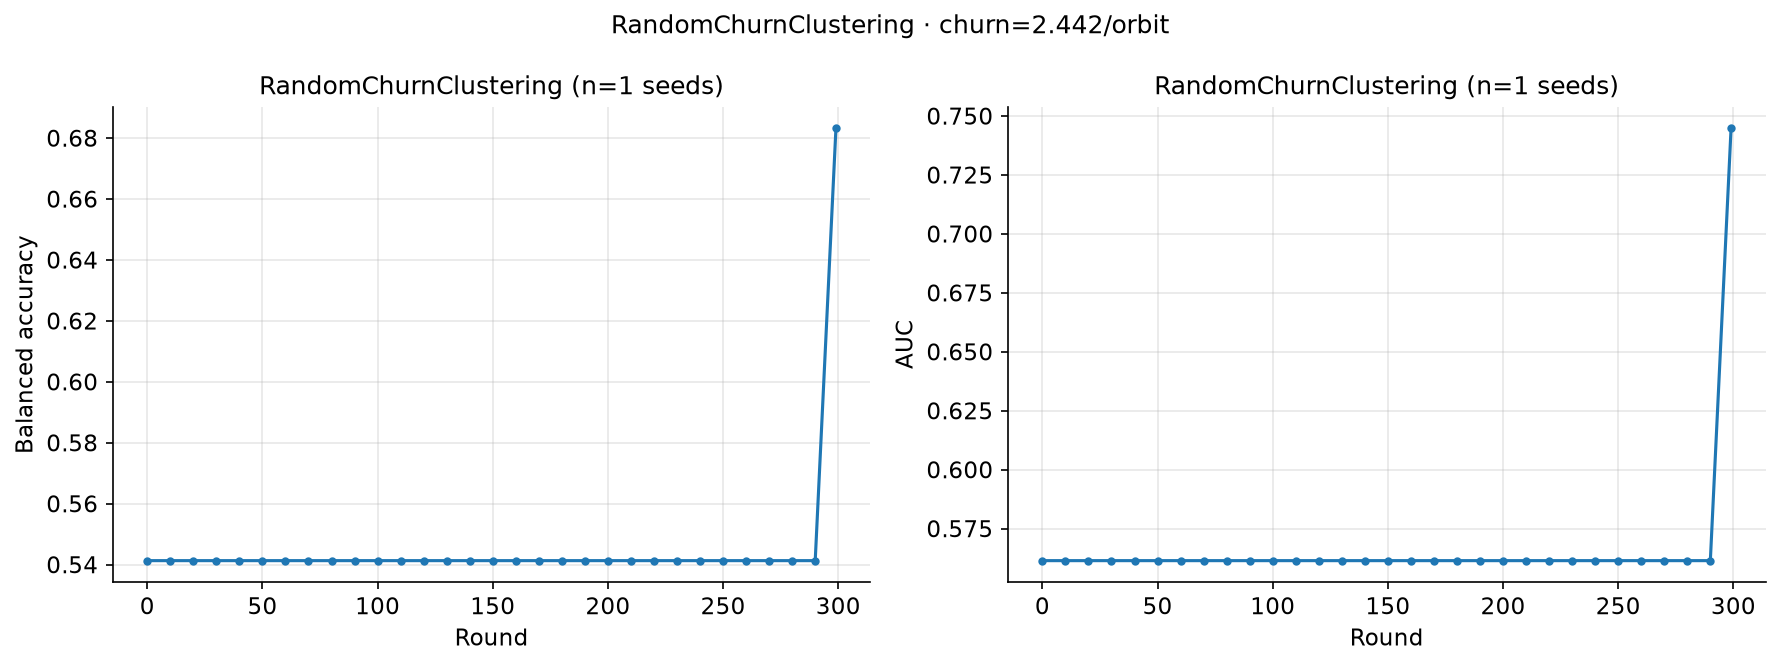 RandomChurnClustering · churn=2.442/orbit
RandomChurnClustering (n=1 seeds)
Balanced accuracy
0.68
0.66
0.64
0.62
0.60
0.58
0.56
0.54
0 50 100 150 200 250 300
Round
RandomChurnClustering (n=1 seeds)
AUC
0.750
0.725
0.700
0.675
0.650
0.625
0.600
0.575
0 50 100 150 200 250 300
Round